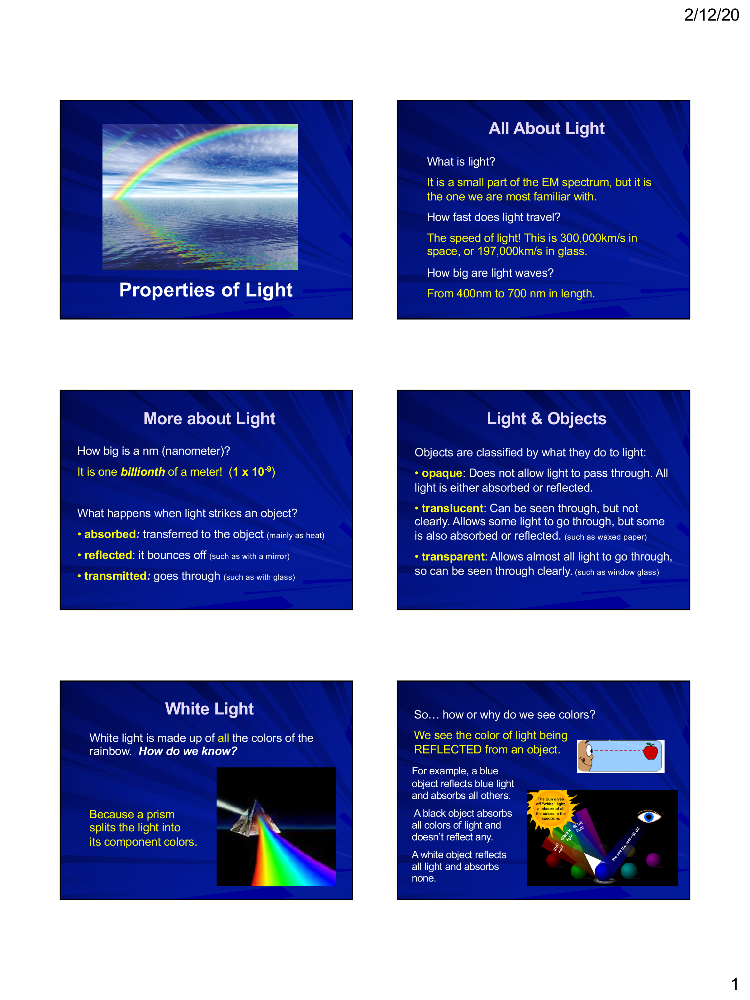 2/12/20
Properties of Light
All About Light
What is light?
It is a small part of the EM spectrum, but it is
the one we are most familiar with.
How fast does light travel?
The speed of light! This is 300,000km/s in
space, or 197,000km/s in glass.
How big are light waves?
From 400nm to 700 nm in length.
More about Light
How big is a nm (nanometer)?
It is one billionth of a meter!  (1 x 10⁻⁹)
What happens when light strikes an object?
• absorbed: transferred to the object (mainly as heat)
• reflected: it bounces off (such as with a mirror)
• transmitted: goes through (such as with glass)
Light & Objects
Objects are classified by what they do to light:
• opaque: Does not allow light to pass through. All
light is either absorbed or reflected.
• translucent: Can be seen through, but not
clearly. Allows some light to go through, but some
is also absorbed or reflected. (such as waxed paper)
• transparent: Allows almost all light to go through,
so can be seen through clearly. (such as window glass)
White Light
White light is made up of all the colors of the
rainbow.  How do we know?
Because a prism
splits the light into
its component colors.
So… how or why do we see colors?
We see the color of light being
REFLECTED from an object.
For example, a blue
object reflects blue light
and absorbs all others.
A black object absorbs
all colors of light and
doesn’t reflect any.
A white object reflects
all light and absorbs
none.
The Sun gives
off "white" light,
a mixture of all
the colors in the
spectrum.
RED
light
GREEN
light
BLUE
light
We see the color BLUE.
1